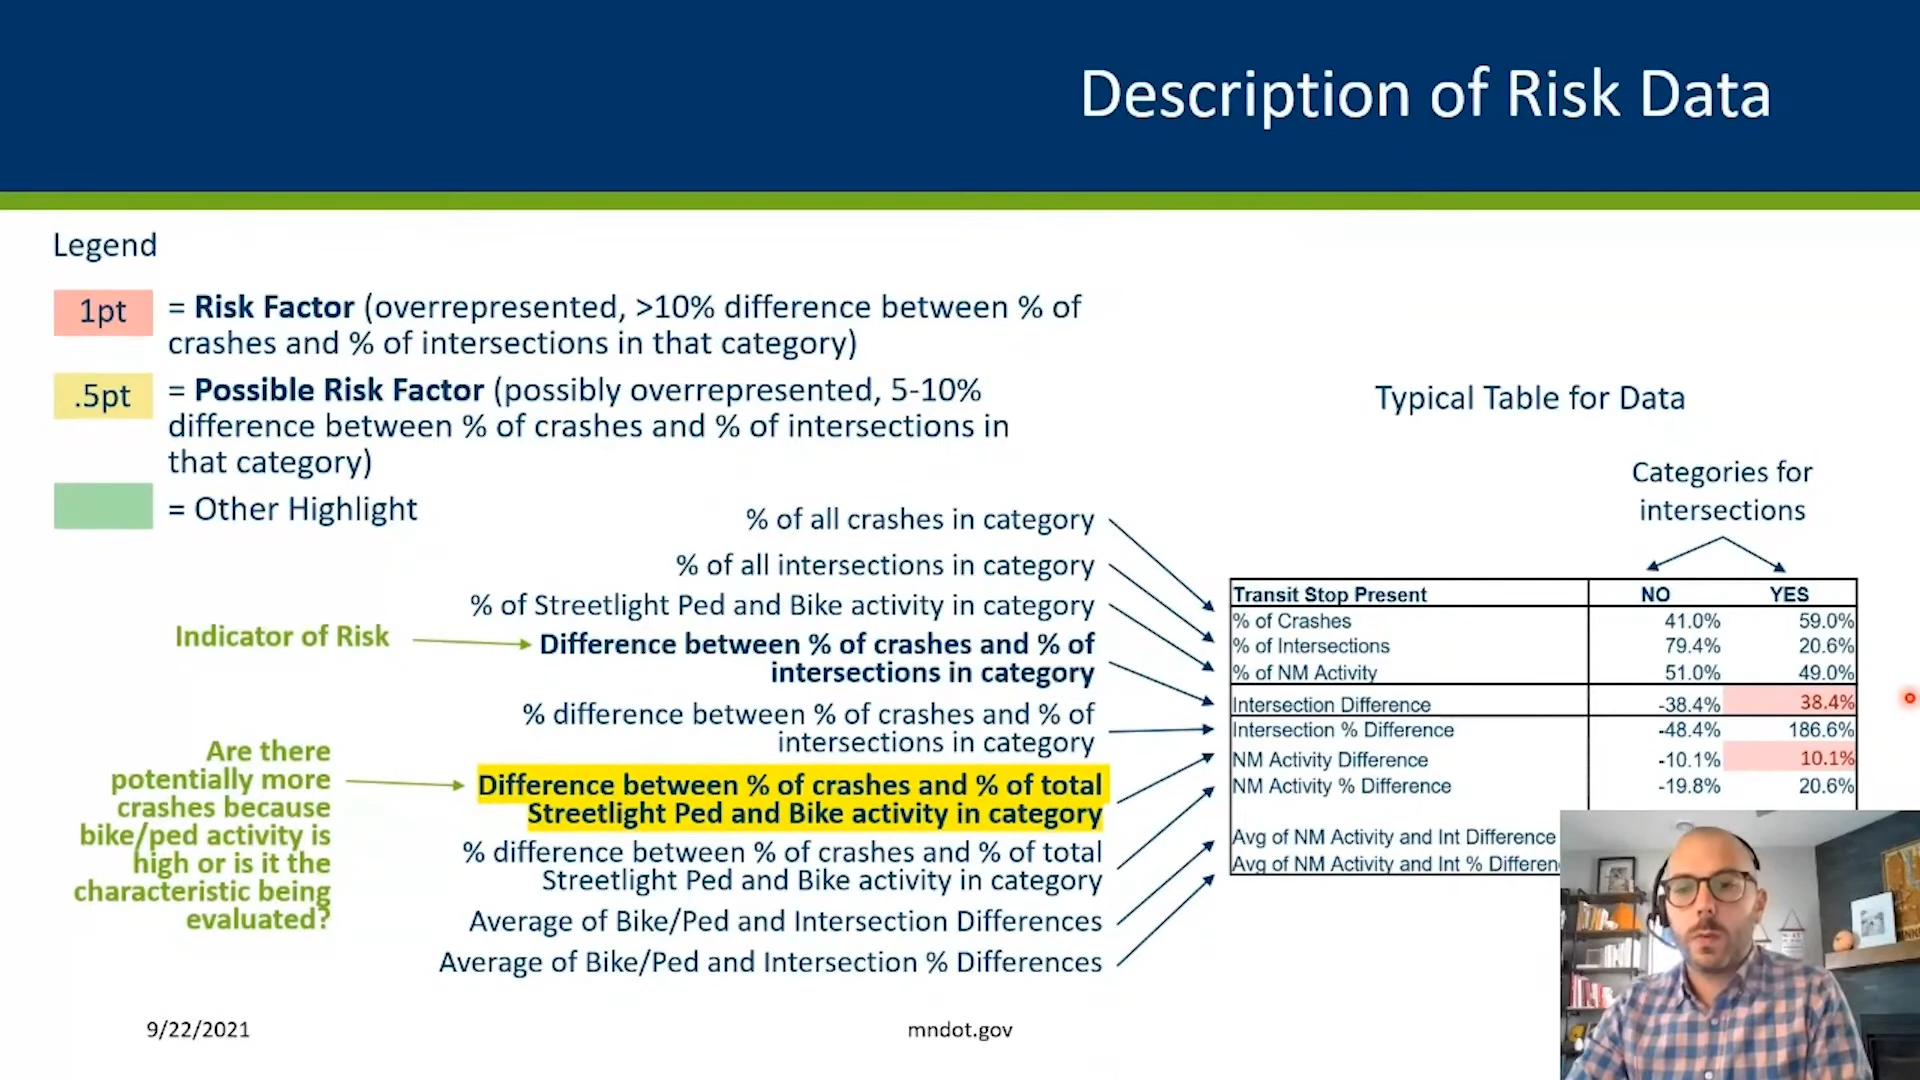 Description of Risk Data
Legend
1pt
= Risk Factor (overrepresented, >10% difference between % of
crashes and % of intersections in that category)
.5pt
= Possible Risk Factor (possibly overrepresented, 5-10%
difference between % of crashes and % of intersections in
that category)
= Other Highlight
Indicator of Risk
Are there
potentially more
crashes because
bike/ped activity is
high or is it the
characteristic being
evaluated?
% of all crashes in category
% of all intersections in category
% of Streetlight Ped and Bike activity in category
Difference between % of crashes and % of
intersections in category
% difference between % of crashes and % of
intersections in category
Difference between % of crashes and % of total
Streetlight Ped and Bike activity in category
% difference between % of crashes and % of total
Streetlight Ped and Bike activity in category
Average of Bike/Ped and Intersection Differences
Average of Bike/Ped and Intersection % Differences
Typical Table for Data
Categories for
intersections
Transit Stop Present NO YES
% of Crashes 41.0% 59.0%
% of Intersections 79.4% 20.6%
% of NM Activity 51.0% 49.0%
Intersection Difference -38.4% 38.4%
Intersection % Difference -48.4% 186.6%
NM Activity Difference -10.1% 10.1%
NM Activity % Difference -19.8% 20.6%
Avg of NM Activity and Int Difference
Avg of NM Activity and Int % Differen
9/22/2021
mndot.gov